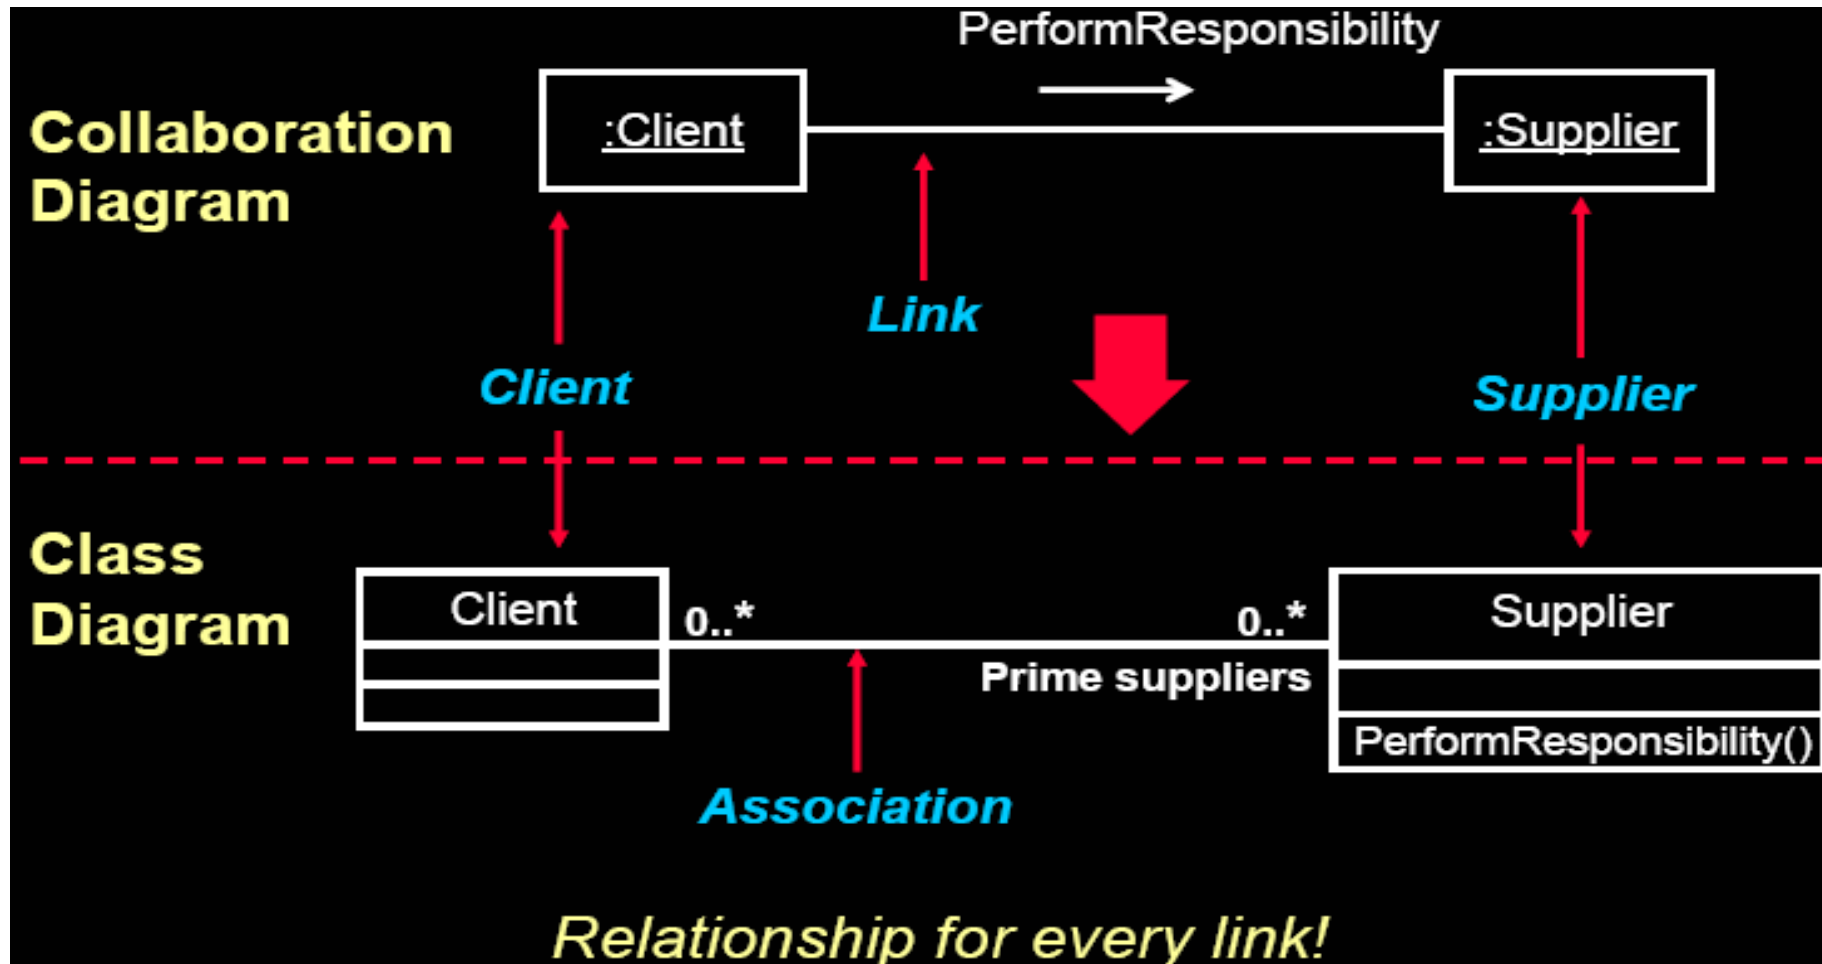 PerformResponsibility
Collaboration
Diagram
:Client
:Supplier
Link
Client
Supplier
Class
Diagram
Client
0..*
0..*
Supplier
Prime suppliers
PerformResponsibility()
Association
Relationship for every link!